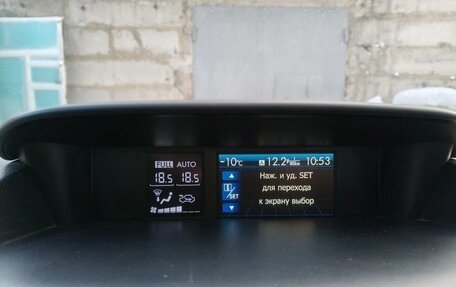 -10°C A 12.2 10:53
FULL AUTO
18.5 18.5
Наж. и уд. SET
для перехода
к экрану выбор
i/SET